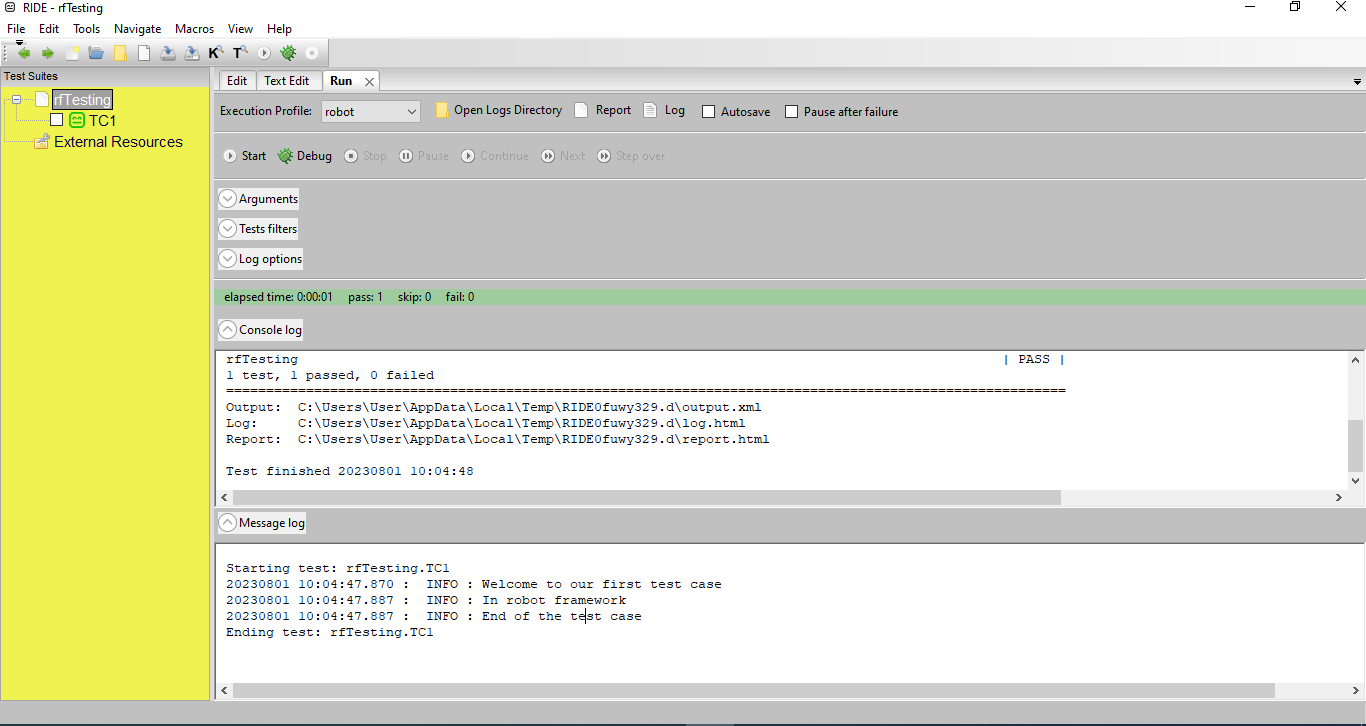 RIDE - rfTesting
File Edit Tools Navigate Macros View Help
K T
Test Suites
rfTesting
TC1
External Resources
Edit Text Edit Run
Execution Profile: robot Open Logs Directory Report Log Autosave Pause after failure
Start Debug Stop Pause Continue Next Step over
Arguments
Tests filters
Log options
elapsed time: 0:00:01 pass: 1 skip: 0 fail: 0
Console log
rfTesting | PASS |
1 test, 1 passed, 0 failed
==============================================================================
Output: C:\Users\User\AppData\Local\Temp\RIDE0fuwy329.d\output.xml
Log: C:\Users\User\AppData\Local\Temp\RIDE0fuwy329.d\log.html
Report: C:\Users\User\AppData\Local\Temp\RIDE0fuwy329.d\report.html
Test finished 20230801 10:04:48
Message log
Starting test: rfTesting.TC1
20230801 10:04:47.870 : INFO : Welcome to our first test case
20230801 10:04:47.887 : INFO : In robot framework
20230801 10:04:47.887 : INFO : End of the test case
Ending test: rfTesting.TC1